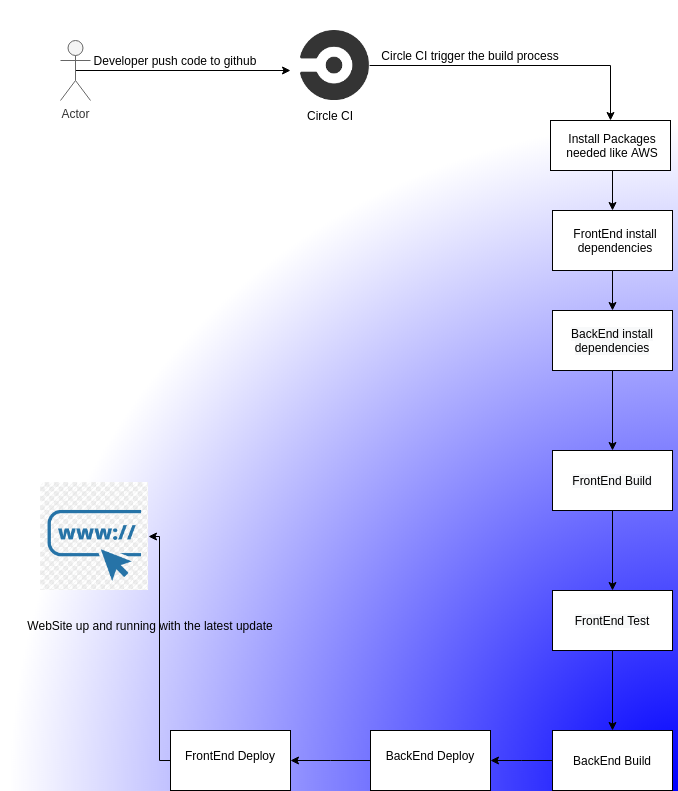 Developer push code to github
Circle CI trigger the build process
Actor
Circle CI
Install Packages
needed like AWS
FrontEnd install
dependencies
BackEnd install
dependencies
FrontEnd Build
www://
FrontEnd Test
WebSite up and running with the latest update
FrontEnd Deploy
BackEnd Deploy
BackEnd Build